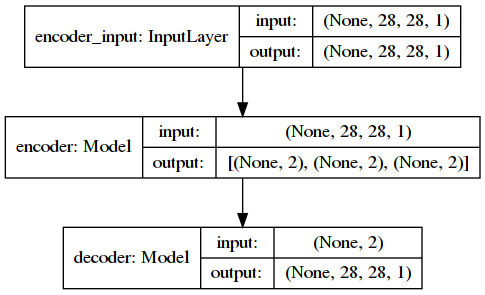 encoder_input: InputLayer
input:
(None, 28, 28, 1)
output:
(None, 28, 28, 1)
encoder: Model
input:
(None, 28, 28, 1)
output:
[(None, 2), (None, 2), (None, 2)]
decoder: Model
input:
(None, 2)
output:
(None, 28, 28, 1)